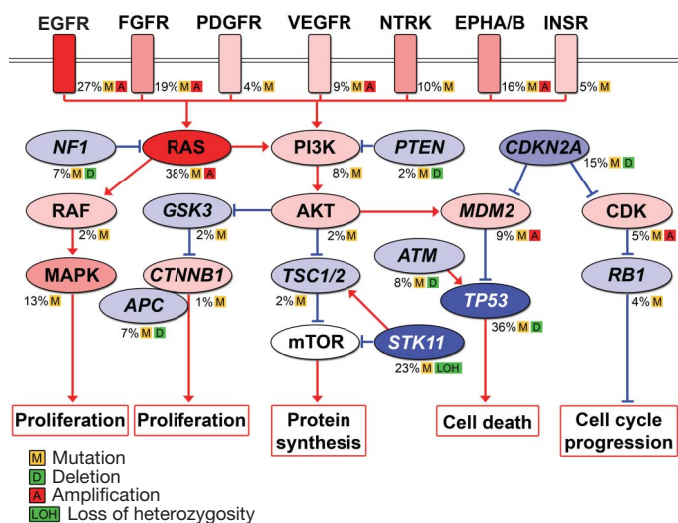 EGFR FGFR PDGFR VEGFR NTRK EPHA/B INSR
27% M A 19% M A 4% M 9% M A 10% M 16% M A 5% M
NF1 RAS PI3K PTEN CDKN2A
7% M D 38% M A 8% M 2% M D 15% M D
RAF GSK3 AKT MDM2 CDK
2% M 2% M 2% M 9% M A 5% M A
MAPK CTNNB1 TSC1/2 ATM RB1
13% M 1% M 2% M 8% M D 4% M
APC TP53
7% M D 36% M D
mTOR STK11
23% M LOH
Proliferation Proliferation Protein synthesis Cell death Cell cycle progression
M Mutation
D Deletion
A Amplification
LOH Loss of heterozygosity